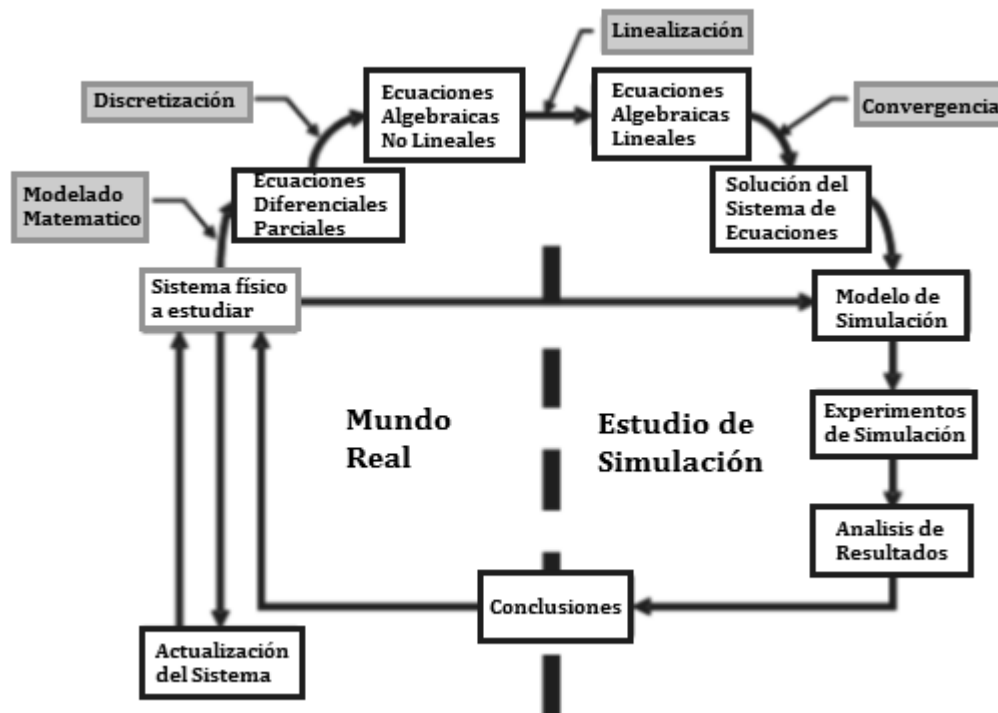 Linealización
Discretización
Ecuaciones
Algebraicas
No Lineales
Ecuaciones
Algebraicas
Lineales
Convergencia
Modelado
Matematico
Ecuaciones
Diferenciales
Parciales
Solución del
Sistema de
Ecuaciones
Sistema físico
a estudiar
Modelo de
Simulación
Mundo
Real
Estudio de
Simulación
Experimentos
de Simulación
Analisis de
Resultados
Conclusiones
Actualización
del Sistema